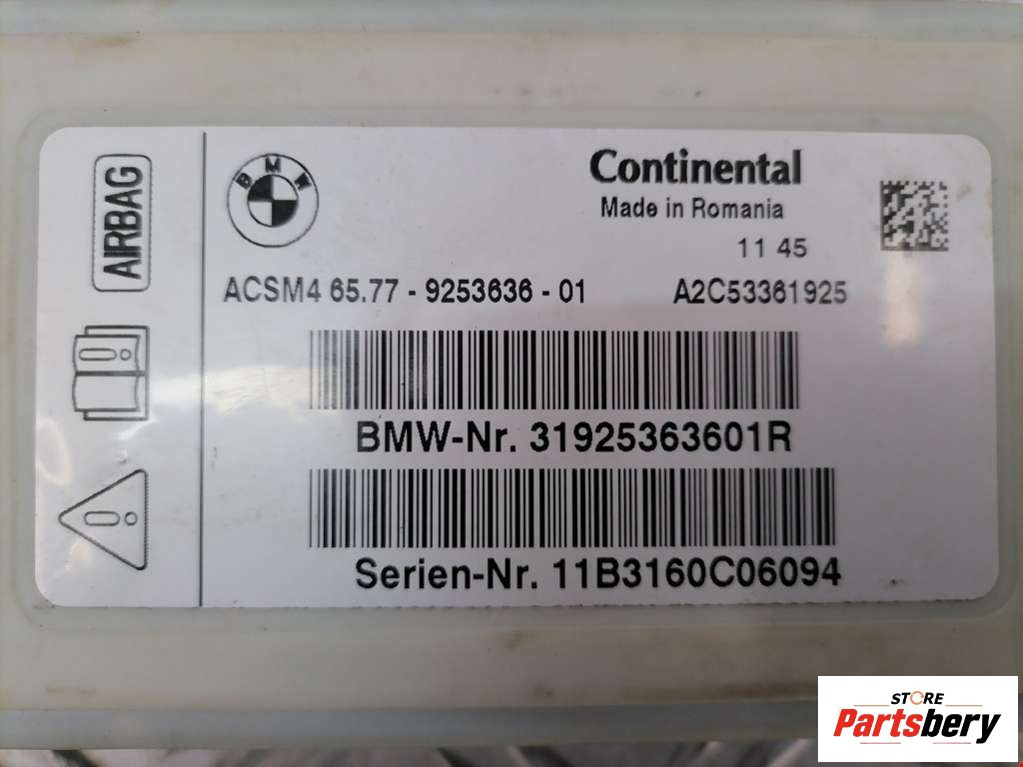 AIRBAG
BMW
Continental
Made in Romania
11 45
ACSM4 65.77 - 9253636 - 01 A2C53361925
BMW-Nr. 31925363601R
Serien-Nr. 11B3160C06094
STORE
Partsbery